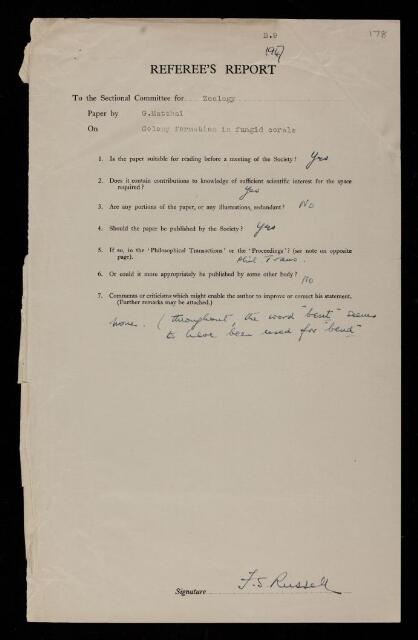 B.9
178
1947
REFEREE'S REPORT
To the Sectional Committee for Zoology
Paper by G.Matthai
On Colony formation in fungid corals
1. Is the paper suitable for reading before a meeting of the Society? Yes
2. Does it contain contributions to knowledge of sufficient scientific interest for the space
required? Yes
3. Are any portions of the paper, or any illustrations, redundant? No
4. Should the paper be published by the Society? Yes
5. If so, in the 'Philosophical Transactions' or the 'Proceedings'? (see note on opposite
page). Phil Trans.
6. Or could it more appropriately be published by some other body? No
7. Comments or criticisms which might enable the author to improve or correct his statement.
(Further remarks may be attached.)
None. (throughout the word "bent" seems
to have been used for "bend"
Signature F.S Russell